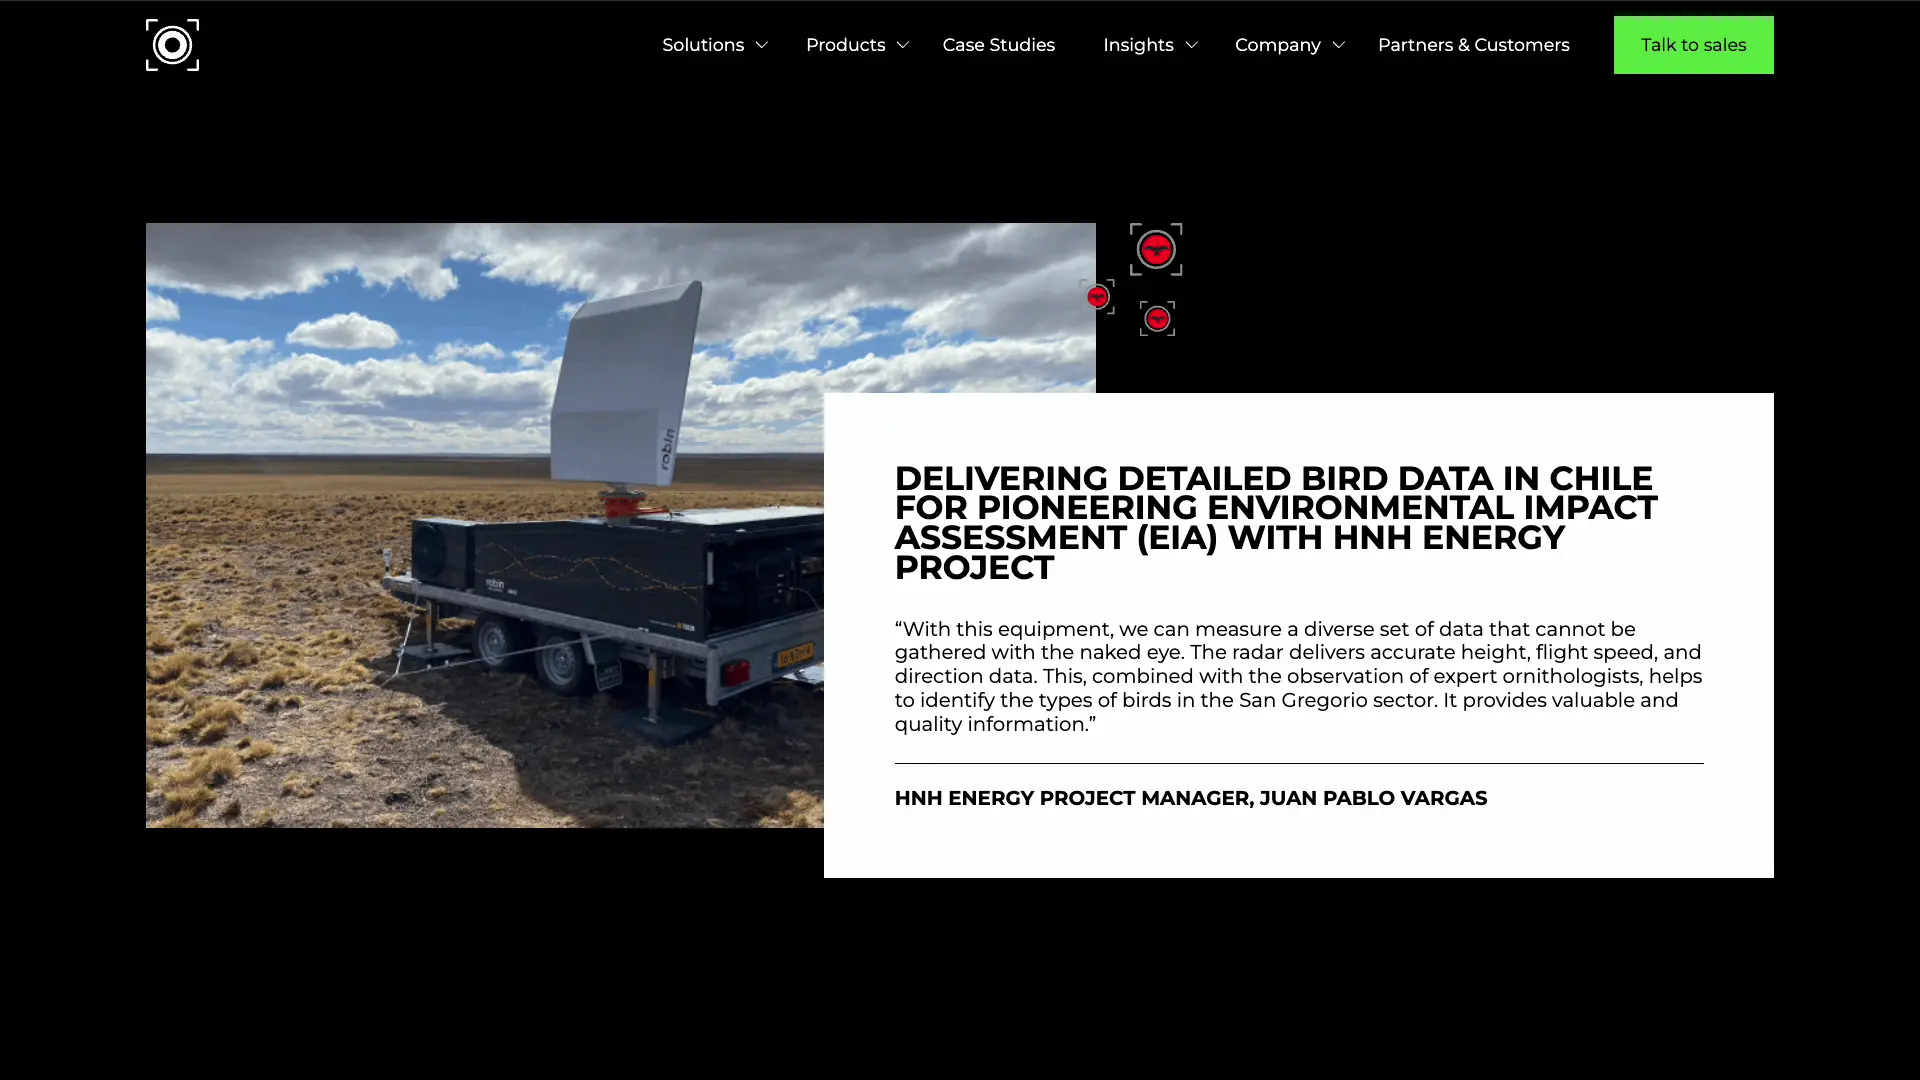 Solutions
Products
Case Studies
Insights
Company
Partners & Customers
Talk to sales
robin
robin
DELIVERING DETAILED BIRD DATA IN CHILE
FOR PIONEERING ENVIRONMENTAL IMPACT
ASSESSMENT (EIA) WITH HNH ENERGY
PROJECT
“With this equipment, we can measure a diverse set of data that cannot be
gathered with the naked eye. The radar delivers accurate height, flight speed, and
direction data. This, combined with the observation of expert ornithologists, helps
to identify the types of birds in the San Gregorio sector. It provides valuable and
quality information.”
HNH ENERGY PROJECT MANAGER, JUAN PABLO VARGAS